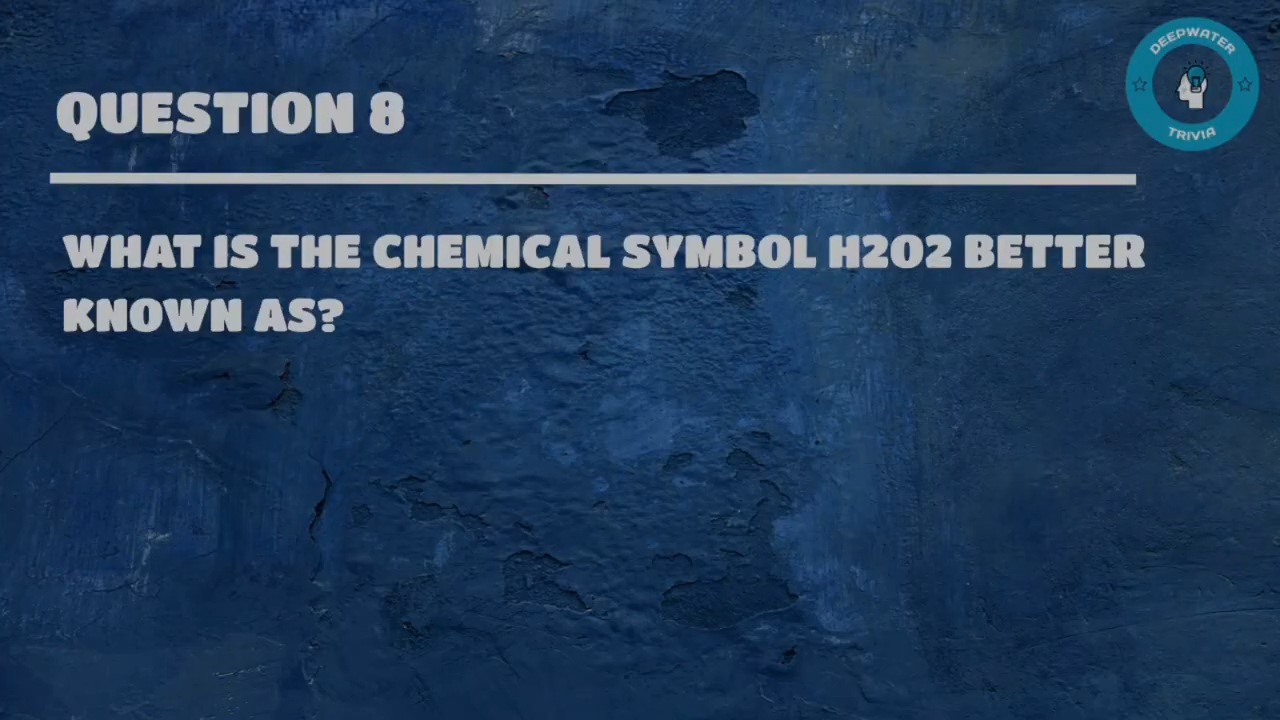 DEEPWATER
TRIVIA
QUESTION 8
WHAT IS THE CHEMICAL SYMBOL H2O2 BETTER
KNOWN AS?